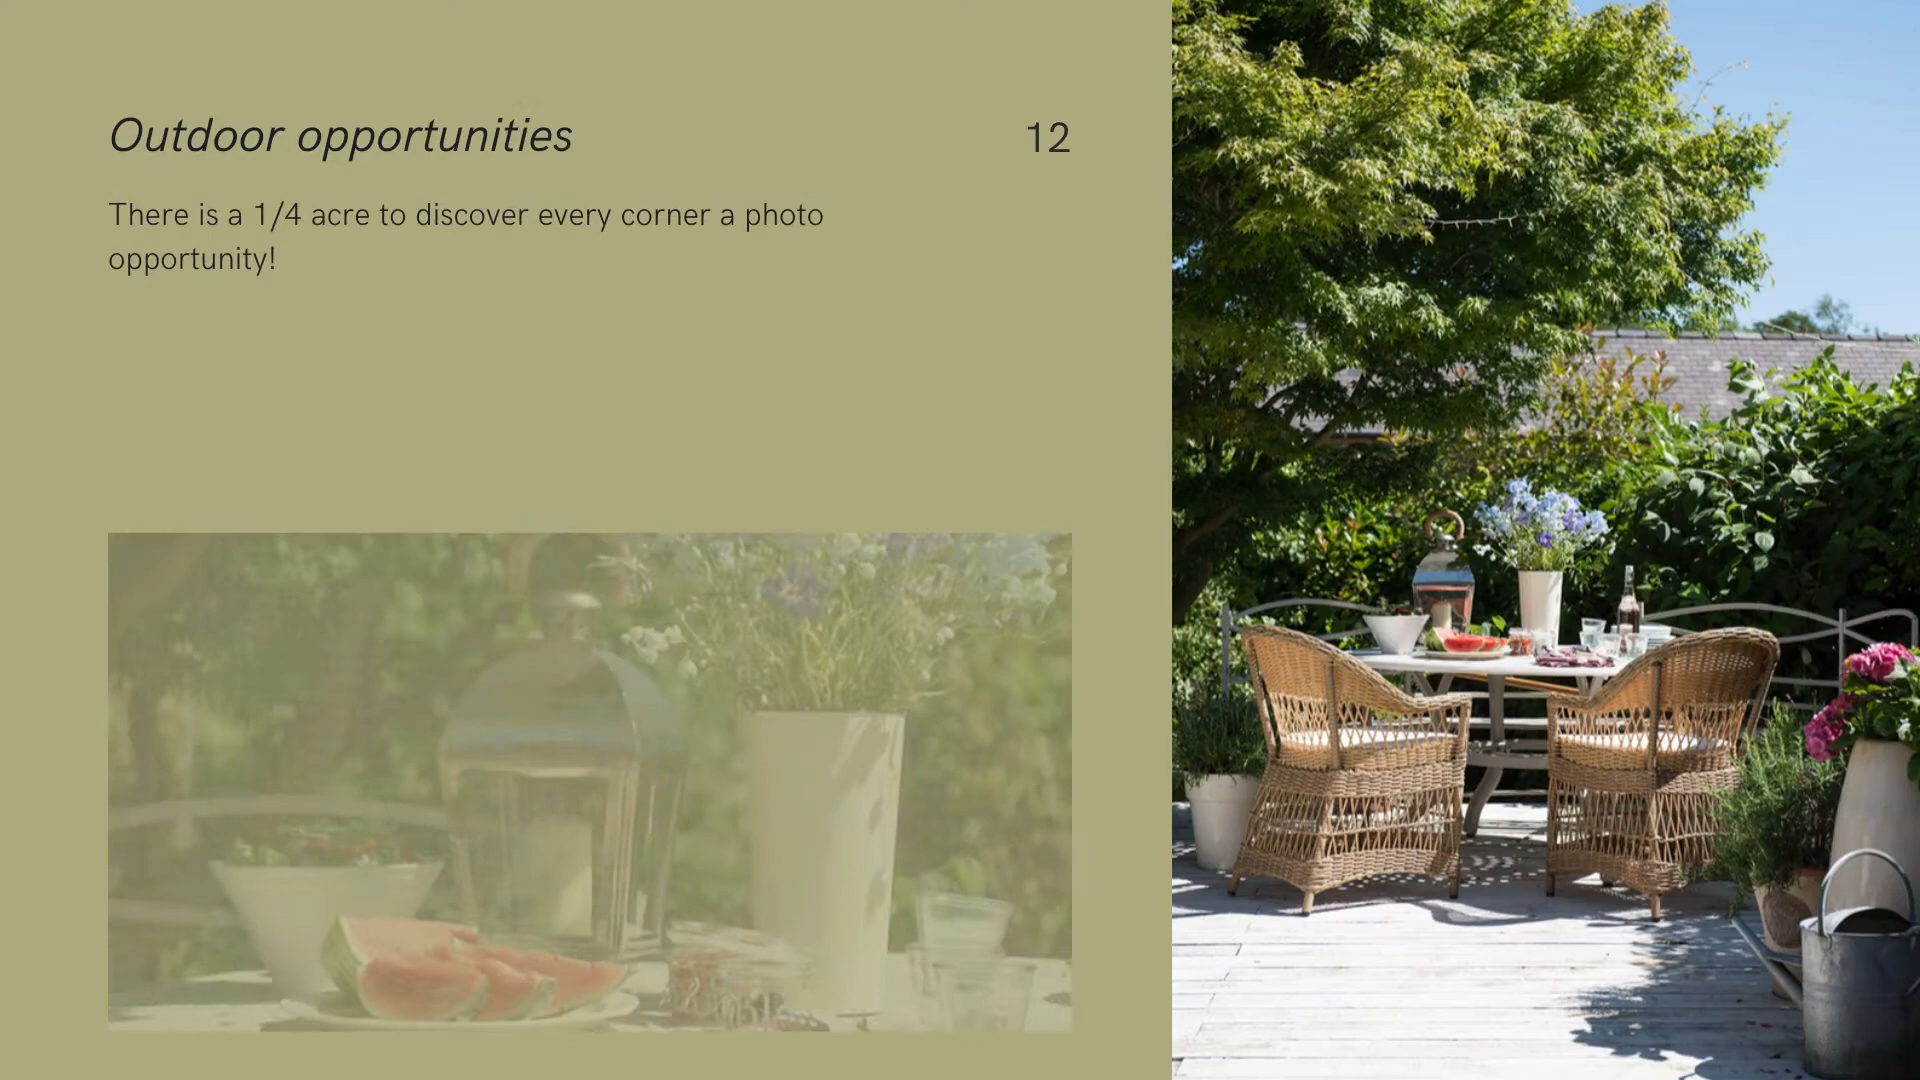 Outdoor opportunities
12
There is a 1/4 acre to discover every corner a photo
opportunity!